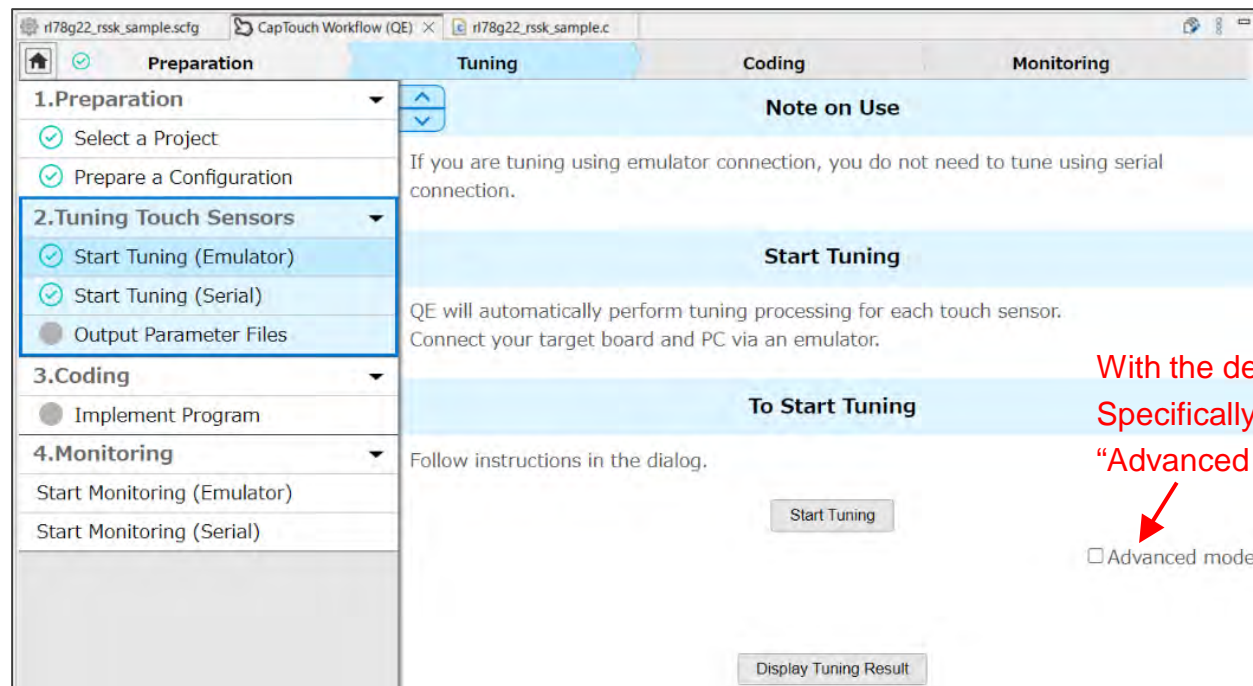 rl78g22_rssk_sample.scfg
CapTouch Workflow (QE)
rl78g22_rssk_sample.c
Preparation
Tuning
Coding
Monitoring
1.Preparation
Select a Project
Prepare a Configuration
2.Tuning Touch Sensors
Start Tuning (Emulator)
Start Tuning (Serial)
Output Parameter Files
3.Coding
Implement Program
4.Monitoring
Start Monitoring (Emulator)
Start Monitoring (Serial)
Note on Use
If you are tuning using emulator connection, you do not need to tune using serial
connection.
Start Tuning
QE will automatically perform tuning processing for each touch sensor.
Connect your target board and PC via an emulator.
To Start Tuning
Follow instructions in the dialog.
Start Tuning
With the de
Specifically
“Advanced
Advanced mode
Display Tuning Result